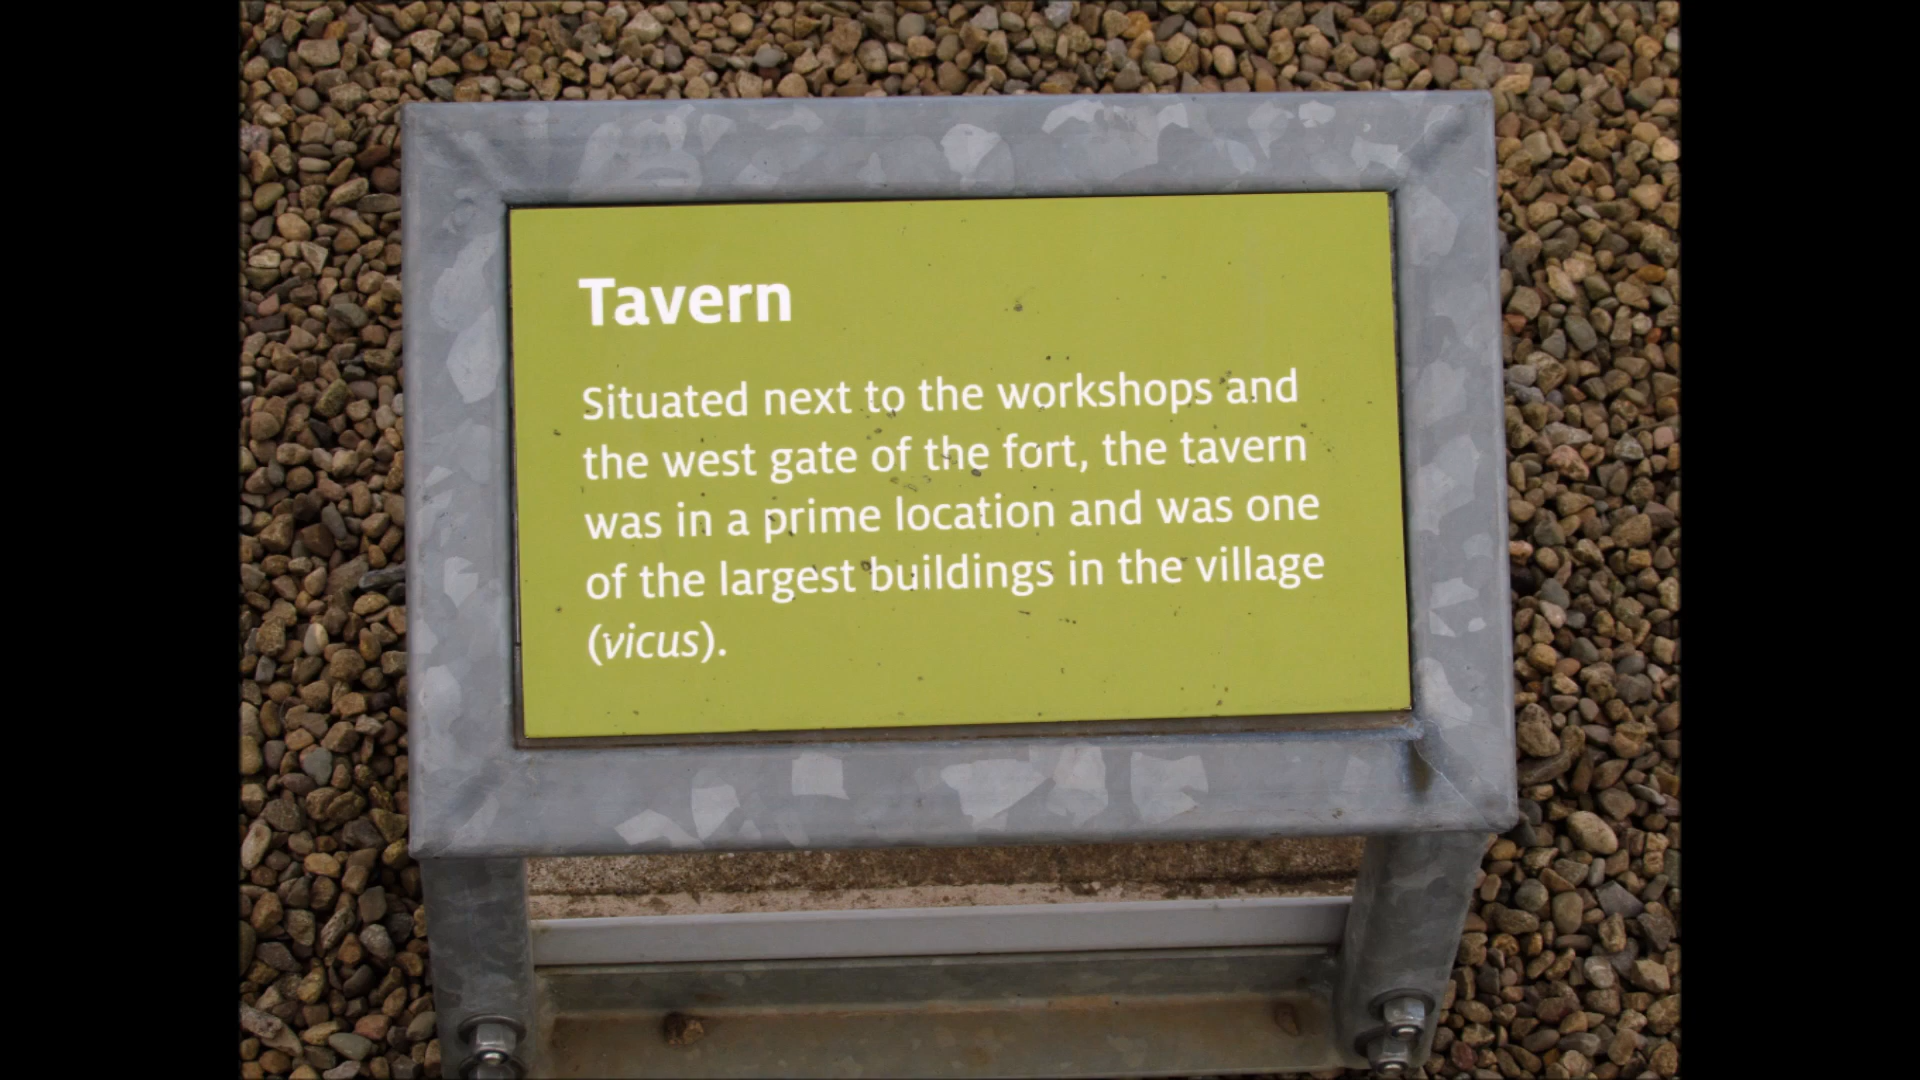 Tavern
Situated next to the workshops and
the west gate of the fort, the tavern
was in a prime location and was one
of the largest buildings in the village
(vicus).